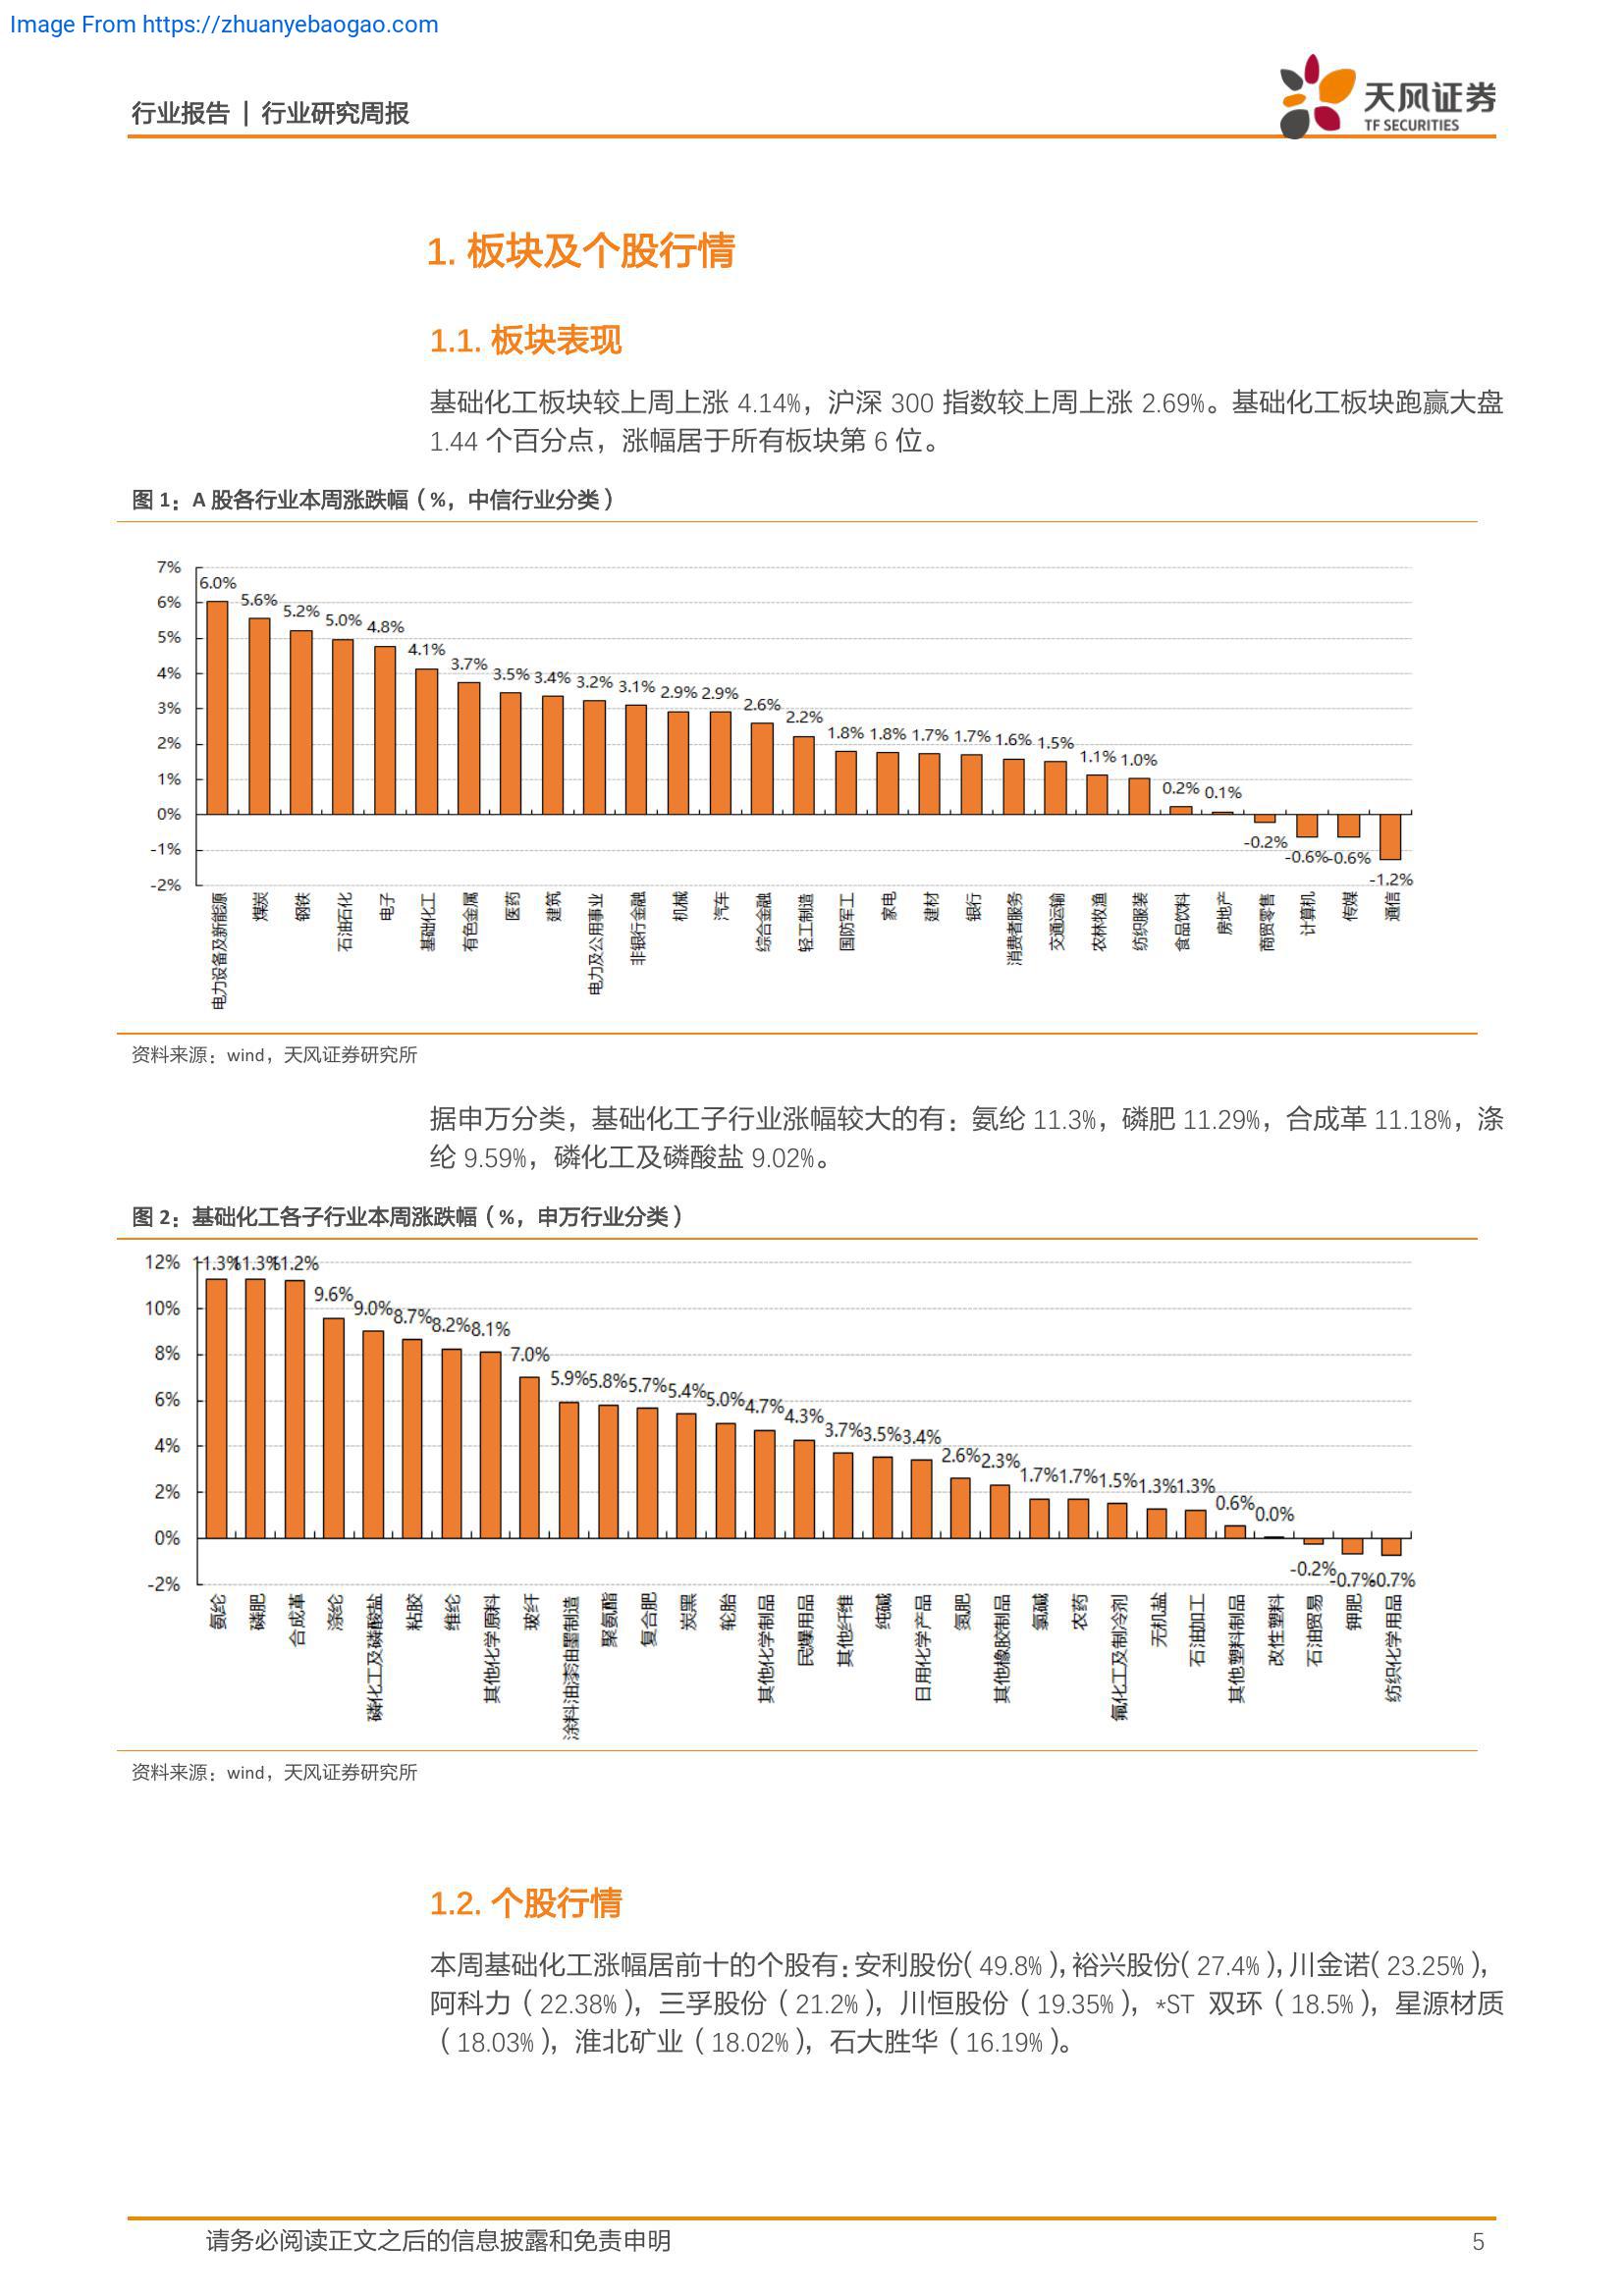 Image From https://zhuanyebaogao.com
行业报告 | 行业研究周报
天风证券
TF SECURITIES
1. 板块及个股行情
1.1. 板块表现
基础化工板块较上周上涨 4.14%，沪深 300 指数较上周上涨 2.69%。基础化工板块跑赢大盘
1.44 个百分点，涨幅居于所有板块第 6 位。
图 1：A 股各行业本周涨跌幅（%，中信行业分类）
7%
6%
5%
4%
3%
2%
1%
0%
-1%
-2%
6.0% 5.6% 5.2% 5.0% 4.8% 4.1% 3.7% 3.5% 3.4% 3.2% 3.1% 2.9% 2.9% 2.6% 2.2% 1.8% 1.8% 1.7% 1.7% 1.6% 1.5% 1.1% 1.0% 0.2% 0.1% -0.2% -0.6% -0.6% -1.2%
电力设备及新能源
煤炭
钢铁
石油石化
电子
基础化工
有色金属
医药
建筑
电力及公用事业
非银行金融
机械
汽车
综合金融
轻工制造
国防军工
家电
建材
银行
消费者服务
交通运输
农林牧渔
纺织服装
食品饮料
房地产
商贸零售
计算机
传媒
通信
资料来源：wind，天风证券研究所
据申万分类，基础化工子行业涨幅较大的有：氨纶 11.3%，磷肥 11.29%，合成革 11.18%，涤
纶 9.59%，磷化工及磷酸盐 9.02%。
图 2：基础化工各子行业本周涨跌幅（%，申万行业分类）
12%
10%
8%
6%
4%
2%
0%
-2%
11.3% 11.3% 11.2% 9.6% 9.0% 8.7% 8.2% 8.1% 7.0% 5.9% 5.8% 5.7% 5.4% 5.0% 4.7% 4.3% 3.7% 3.5% 3.4% 2.6% 2.3% 1.7% 1.7% 1.5% 1.3% 1.3% 0.6% 0.0% -0.2% -0.7% -0.7%
氨纶
磷肥
合成革
涤纶
磷化工及磷酸盐
粘胶
维纶
其他化学原料
玻纤
涂料油漆油墨制造
聚氨酯
复合肥
炭黑
轮胎
其他化学制品
民爆用品
其他纤维
纯碱
日用化学产品
氮肥
其他橡胶制品
氯碱
农药
氟化工及制冷剂
无机盐
石油加工
其他塑料制品
改性塑料
石油贸易
钾肥
纺织化学用品
资料来源：wind，天风证券研究所
1.2. 个股行情
本周基础化工涨幅居前十的个股有：安利股份（49.8%），裕兴股份（27.4%），川金诺（23.25%），
阿科力（22.38%），三孚股份（21.2%），川恒股份（19.35%），*ST 双环（18.5%），星源材质
（18.03%），淮北矿业（18.02%），石大胜华（16.19%）。
请务必阅读正文之后的信息披露和免责申明
5